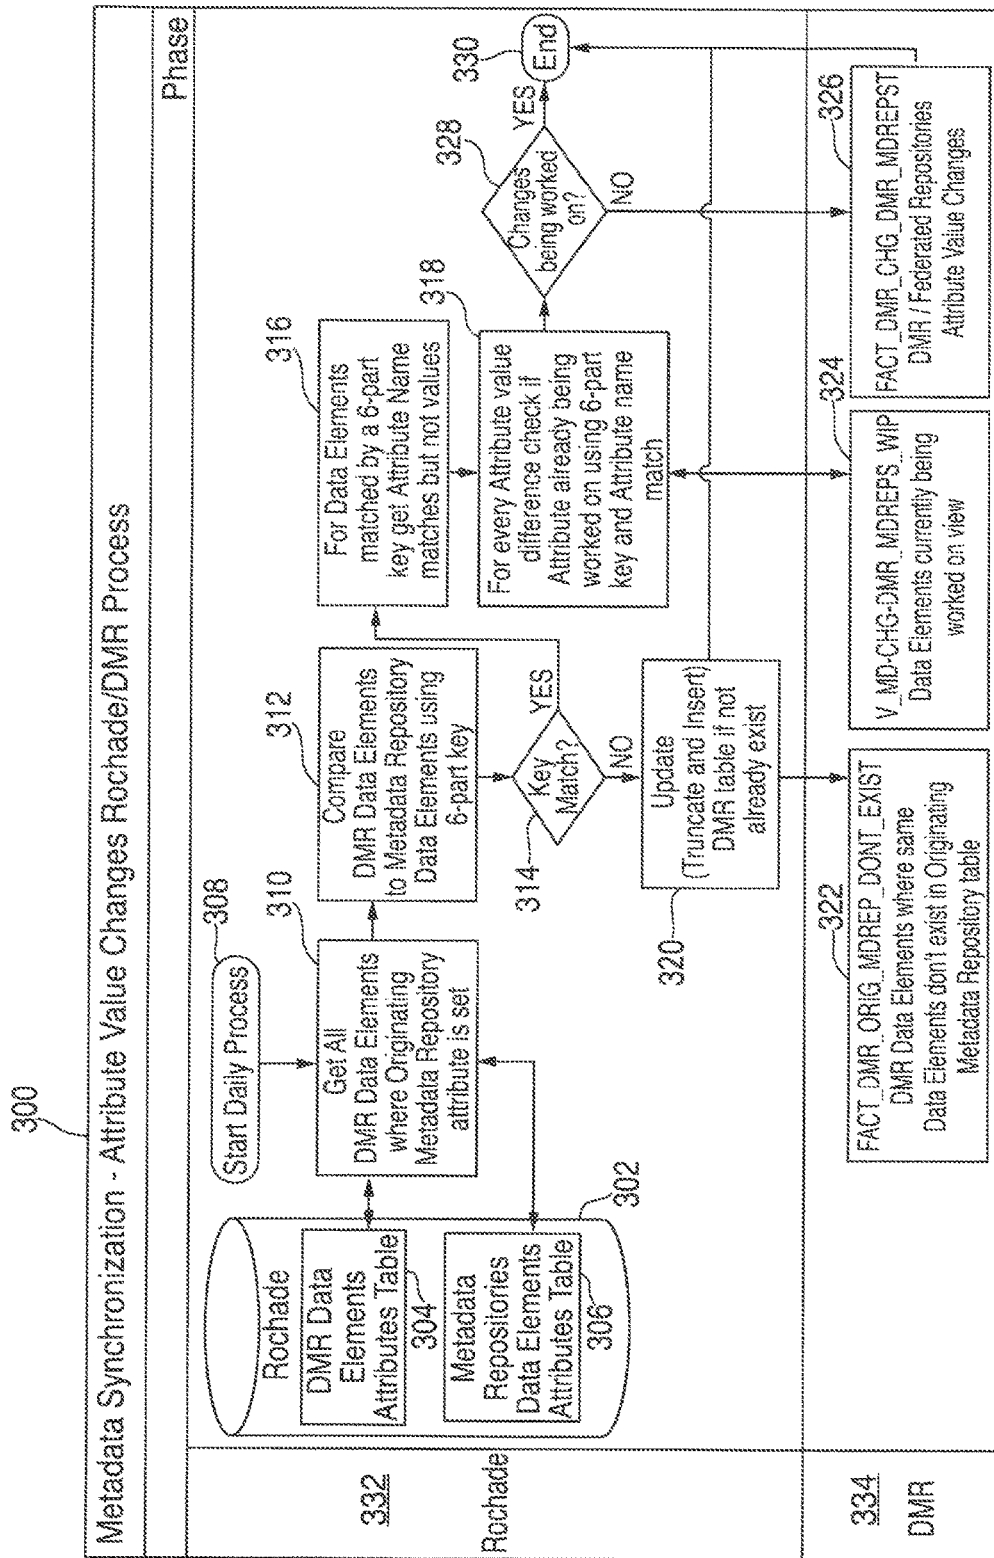 300
Metadata Synchronization - Attribute Value Changes Rochade/DMR Process
Phase
332
Rochade
Rochade
302
DMR Data
Elements
Attributes Table
304
Metadata
Repositories
Data Elements
Attributes Table
306
308
Start Daily Process
310
Get All
DMR Data Elements
where Originating
Metadata Repository
attribute is set
312
Compare
DMR Data Elements
to Metadata Repository
Data Elements using
6-part key
314
Key
Match?
YES
NO
316
For Data Elements
matched by a 6-part
key get Attribute Name
matches but not values
318
For every Attribute value
difference check if
Attribute already being
worked on using 6-part
key and Attribute name
match
320
Update
(Truncate and Insert)
DMR table if not
already exist
328
Changes
being worked
on?
YES
NO
330
End
334
DMR
322
FACT_DMR_ORIG_MDREP_DONT_EXIST
DMR Data Elements where same
Data Elements don't exist in Originating
Metadata Repository table
324
V_MD-CHG-DMR_MDREPS_WIP
Data Elements currently being
worked on view
326
FACT_DMR_CHG_DMR_MDREPST
DMR / Federated Repositories
Attribute Value Changes